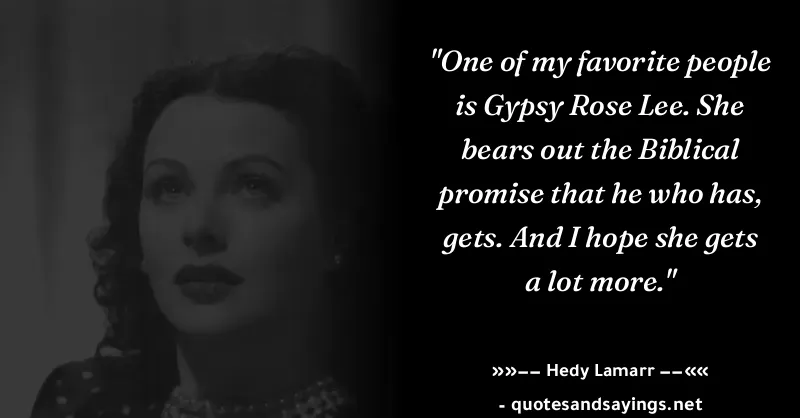 "One of my favorite people
is Gypsy Rose Lee. She
bears out the Biblical
promise that he who has,
gets. And I hope she gets
a lot more."
»»−− Hedy Lamarr −−««
- quotesandsayings.net